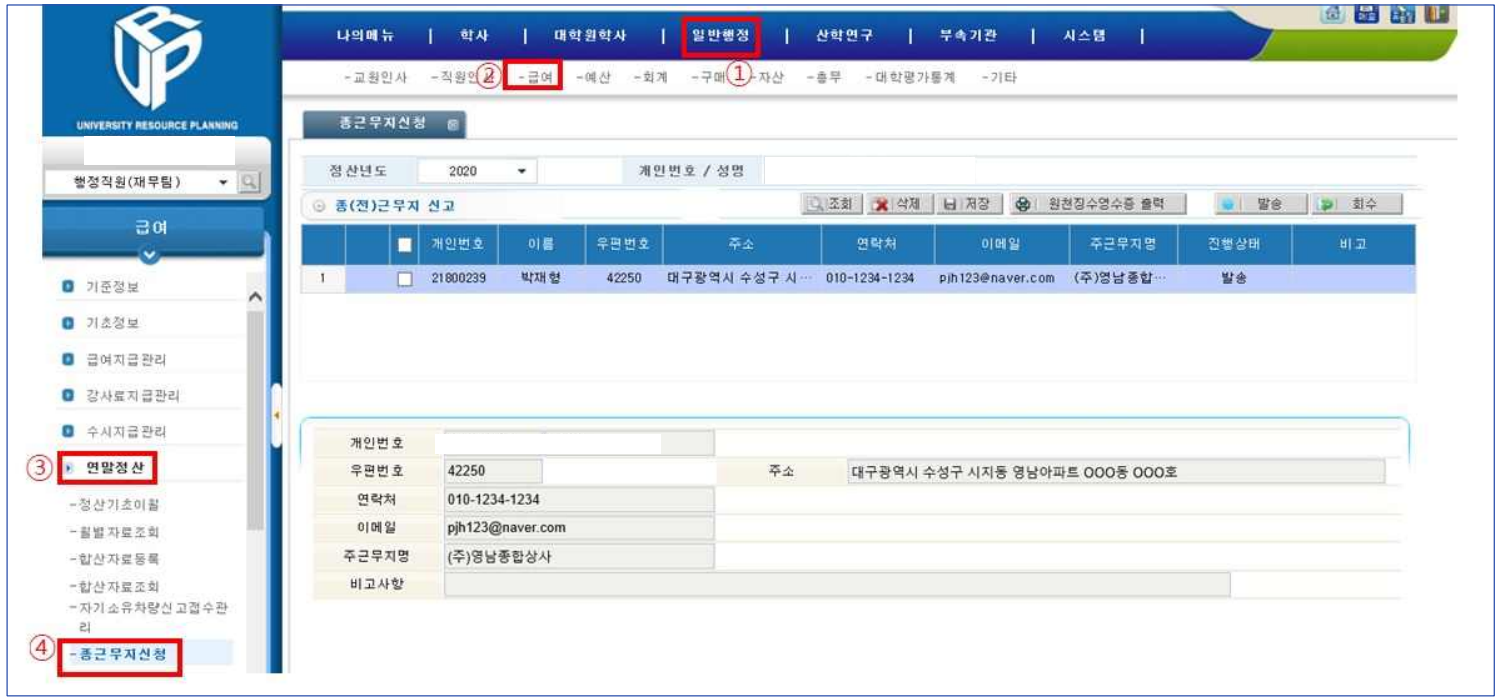 URP
UNIVERSITY RESOURCE PLANNING
나의메뉴 | 학사 | 대학원학사 | 일반행정 | 산학연구 | 부속기관 | 시스템 |
-교원인사 -직원인 ② -급여 -예산 -회계 -구매 ① -자산 -총무 -대학평가통계 -기타
종근무지신청
행정직원(재무팀)
정산년도 2020 개인번호 / 성명
종(전)근무지 신고 조회 삭제 저장 원천징수영수증 출력 발송 회수
개인번호 이름 우편번호 주소 연락처 이메일 주근무지명 진행상태 비고
1 21800239 박재형 42250 대구광역시 수성구 시… 010-1234-1234 pjh123@naver.com (주)영남종합… 발송
급여
기준정보
기초정보
급여지급관리
강사료지급관리
수시지급관리
③ 연말정산
-정산기초이월
-월별자료조회
-합산자료등록
-합산자료조회
-자기소유차량신고접수관
리
④ -종근무지신청
개인번호
우편번호 42250 주소 대구광역시 수성구 시지동 영남아파트 OOO동 OOO호
연락처 010-1234-1234
이메일 pjh123@naver.com
주근무지명 (주)영남종합상사
비고사항